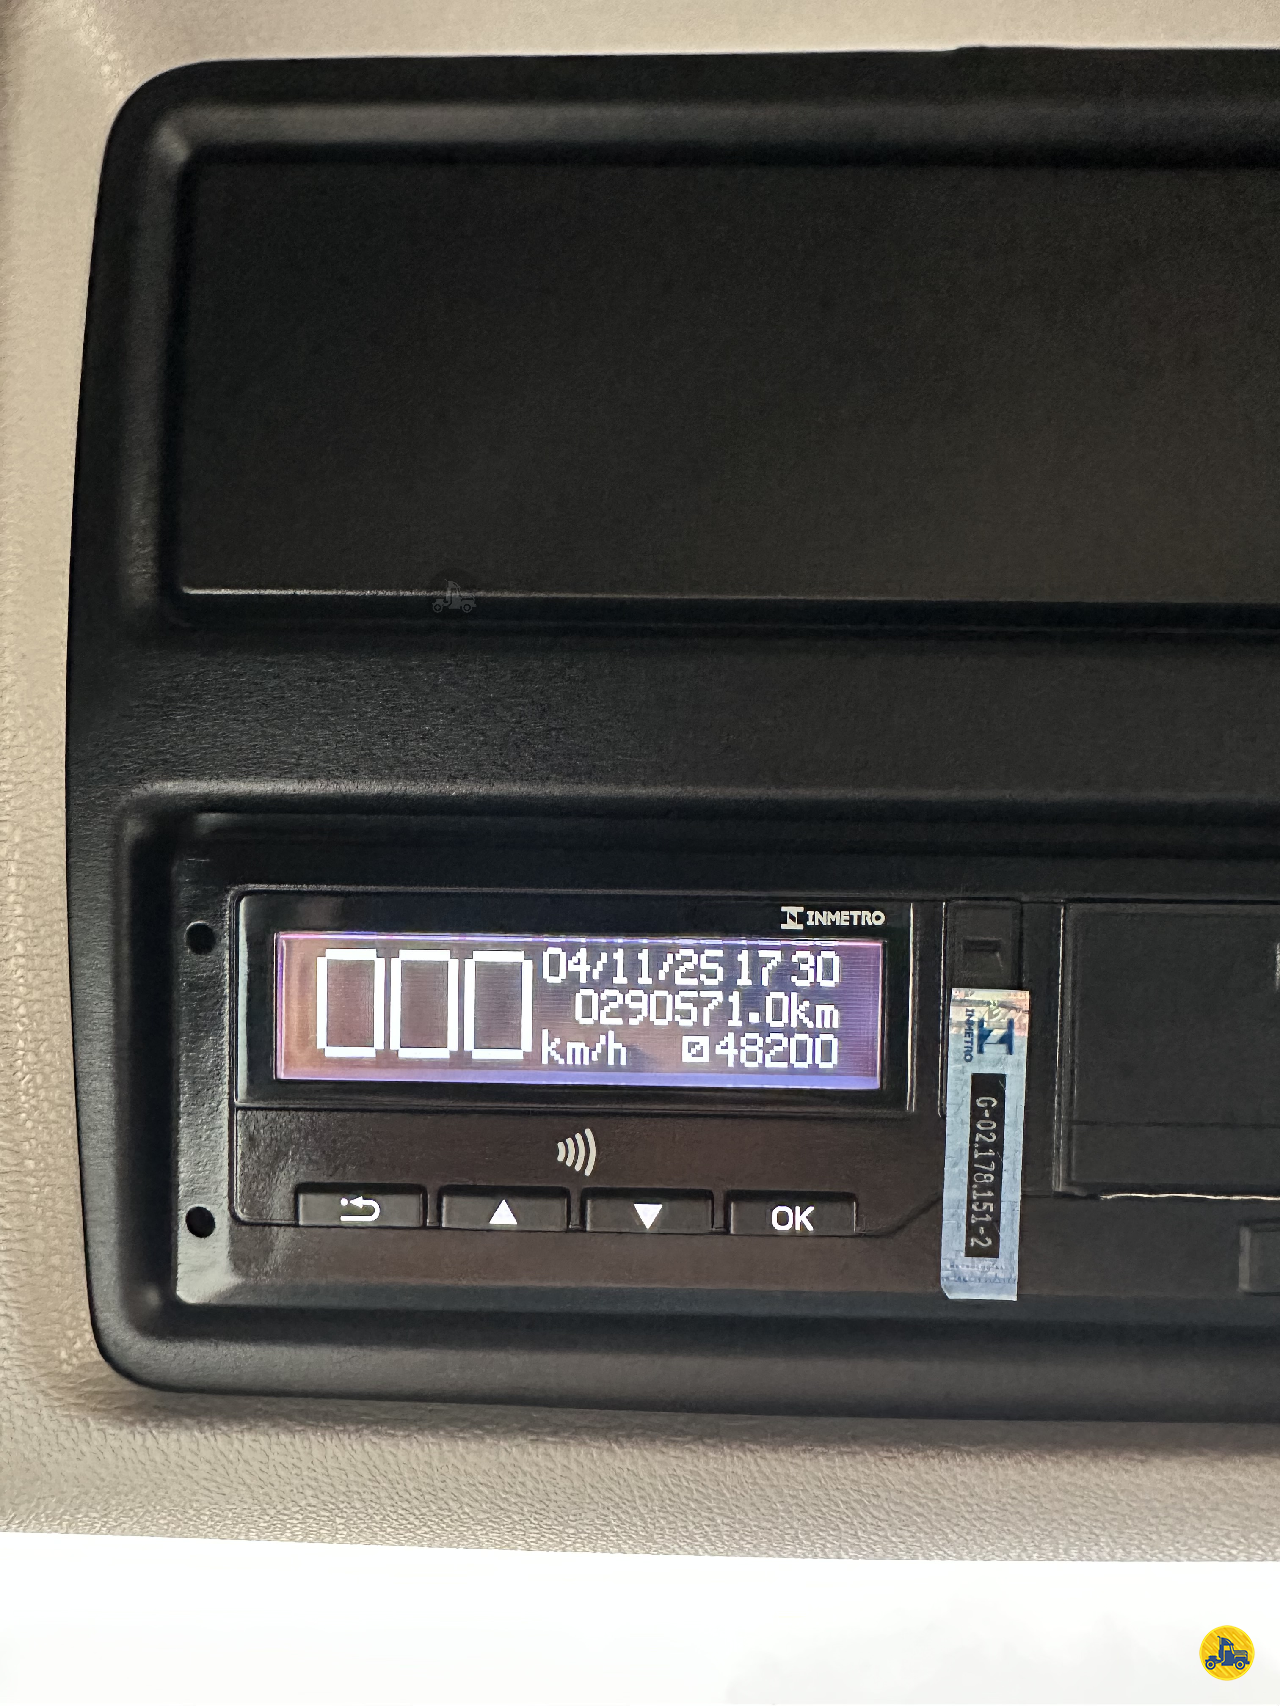 INMETRO
000
04/11/25 17 30
0290571.0Km
km/h
48200
OK
INMETRO
G-02.178.151-2